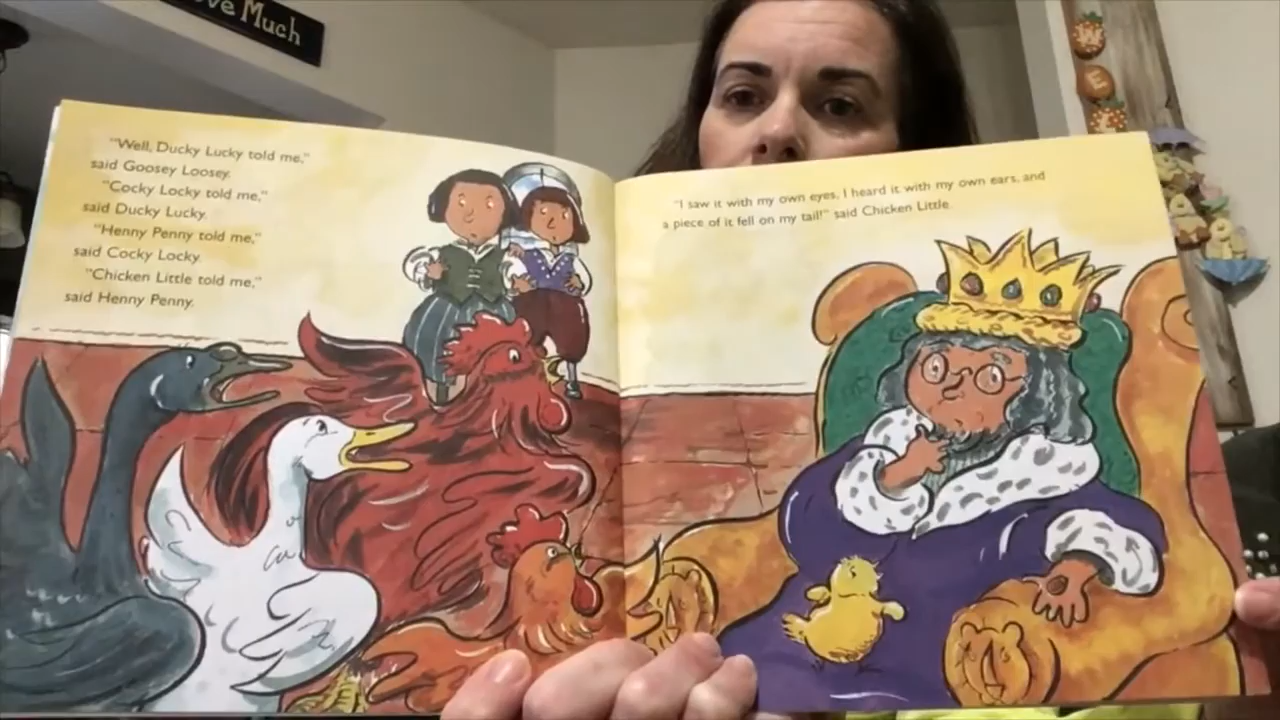 ove Much
"Well, Ducky Lucky told me,"
said Goosey Loosey.
"Cocky Locky told me,"
said Ducky Lucky.
"Henny Penny told me,"
said Cocky Locky.
"Chicken Little told me,"
said Henny Penny.
"I saw it with my own eyes, I heard it with my own ears, and
a piece of it fell on my tail!" said Chicken Little.
W
E
L